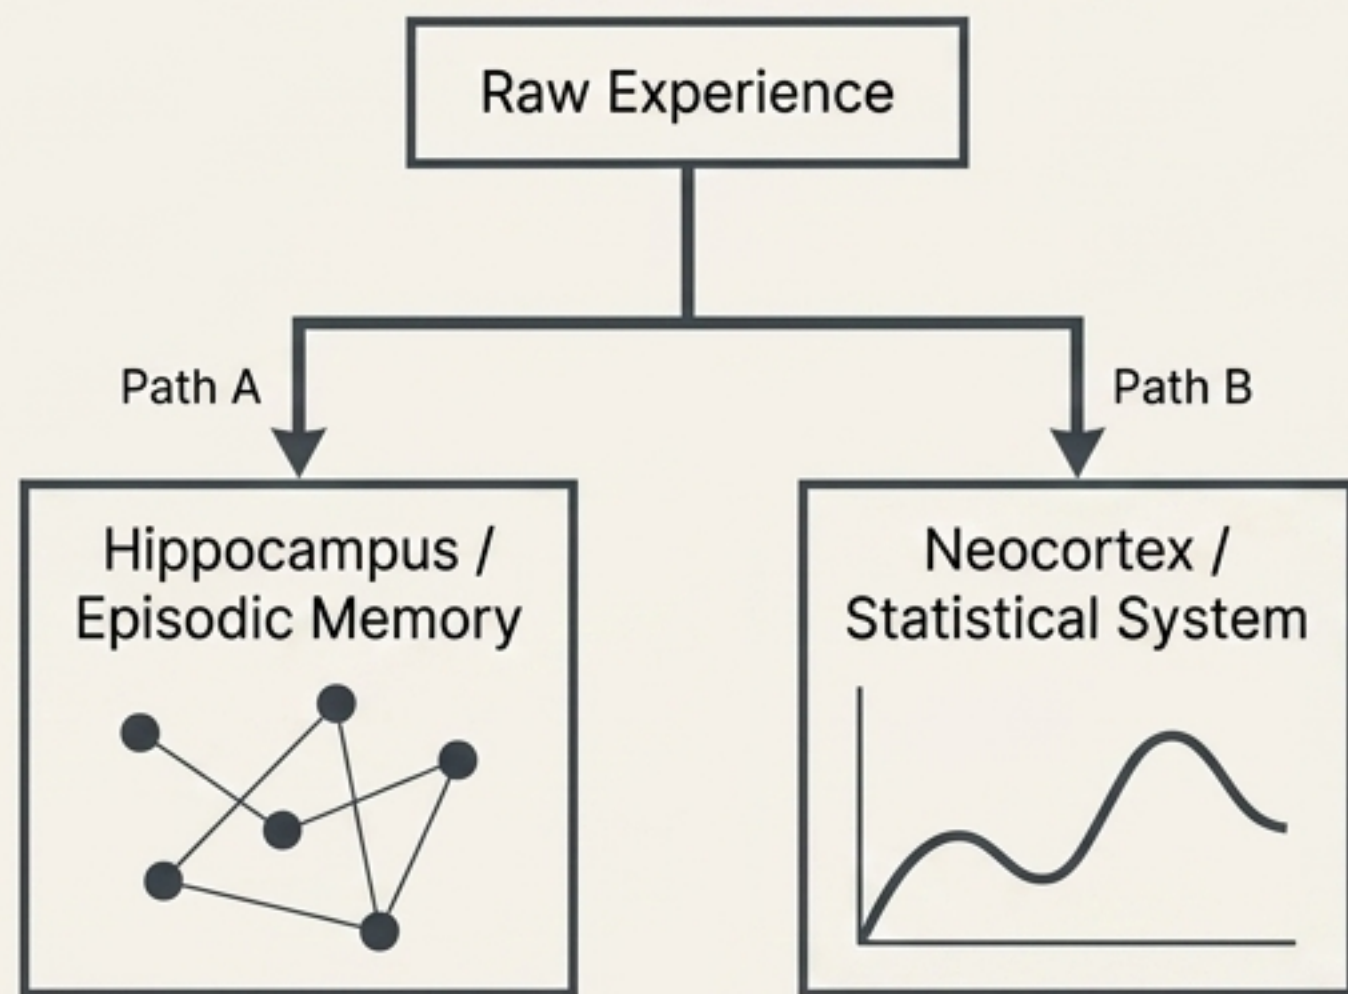 Raw Experience
Path A
Path B
Hippocampus /
Episodic Memory
Neocortex /
Statistical System